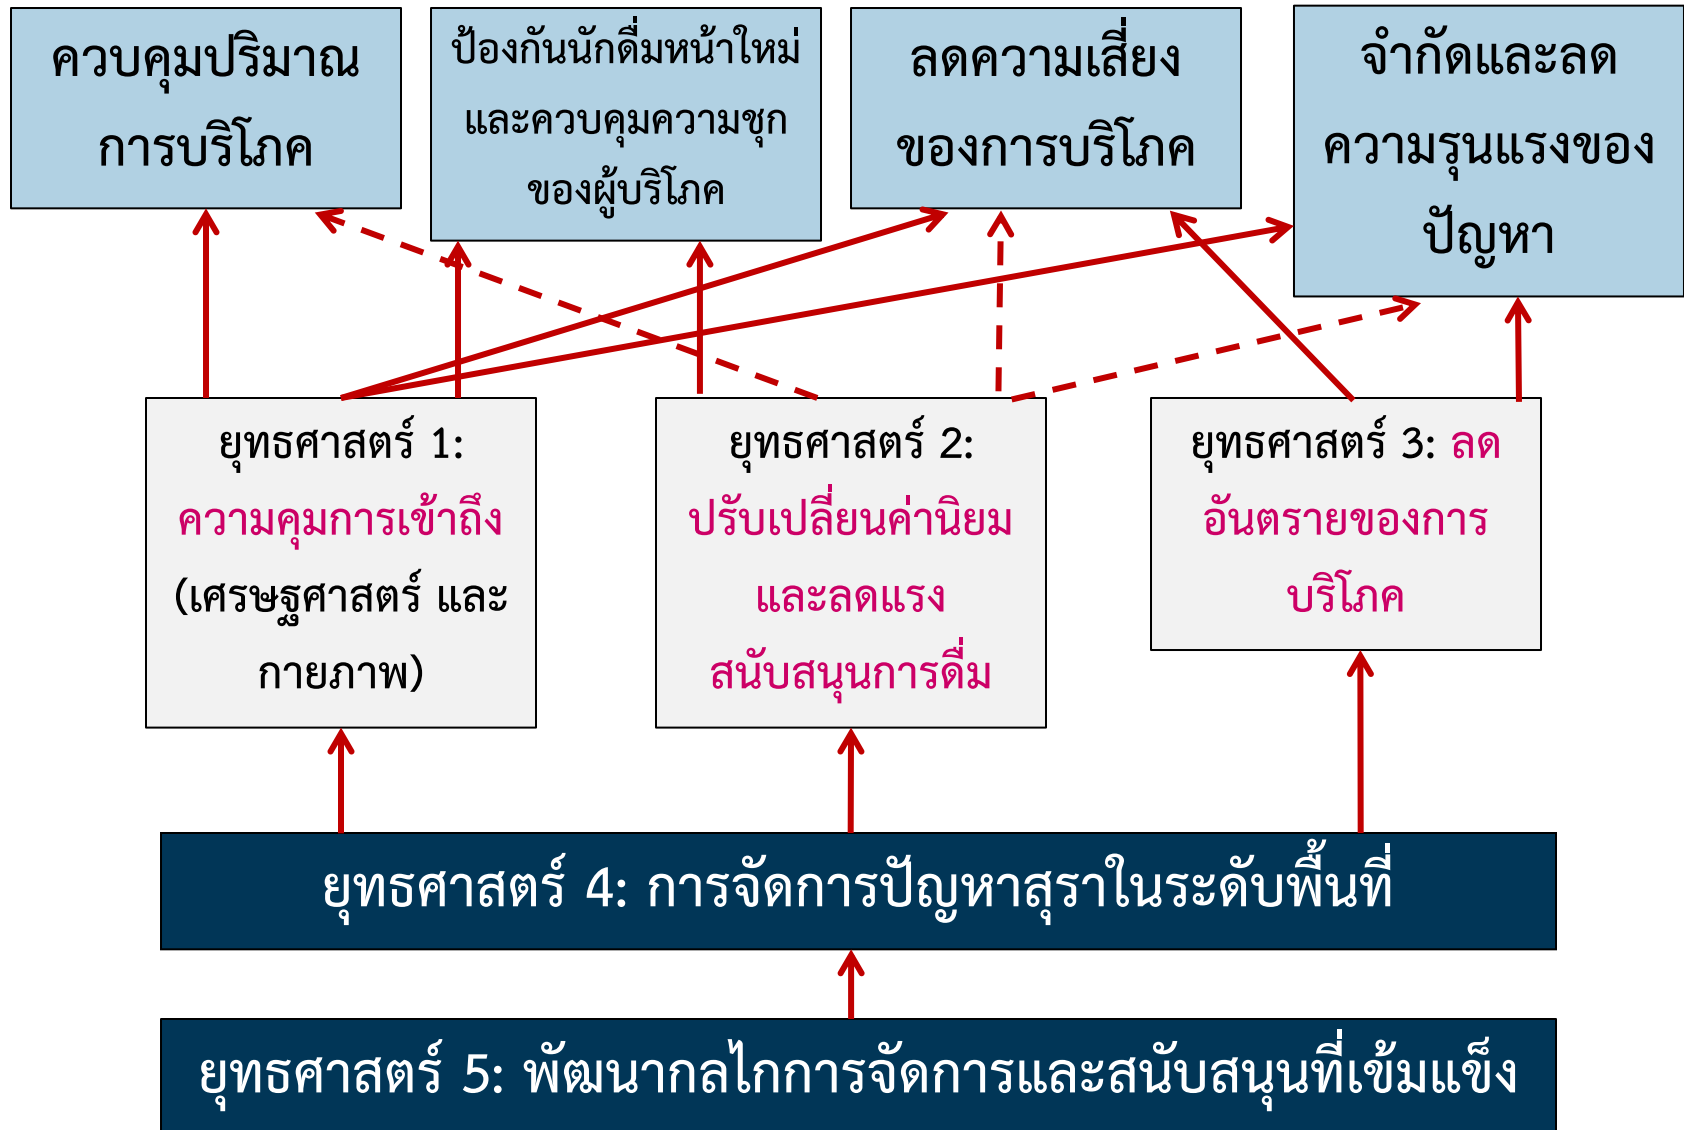 ควบคุมปริมาณ
การบริโภค
ป้องกันนักดื่มหน้าใหม่
และควบคุมความชุก
ของผู้บริโภค
ลดความเสี่ยง
ของการบริโภค
จำกัดและลด
ความรุนแรงของ
ปัญหา
ยุทธศาสตร์ 1:
ความคุมการเข้าถึง
(เศรษฐศาสตร์ และ
กายภาพ)
ยุทธศาสตร์ 2:
ปรับเปลี่ยนค่านิยม
และลดแรง
สนับสนุนการดื่ม
ยุทธศาสตร์ 3: ลด
อันตรายของการ
บริโภค
ยุทธศาสตร์ 4: การจัดการปัญหาสุราในระดับพื้นที่
ยุทธศาสตร์ 5: พัฒนากลไกการจัดการและสนับสนุนที่เข้มแข็ง